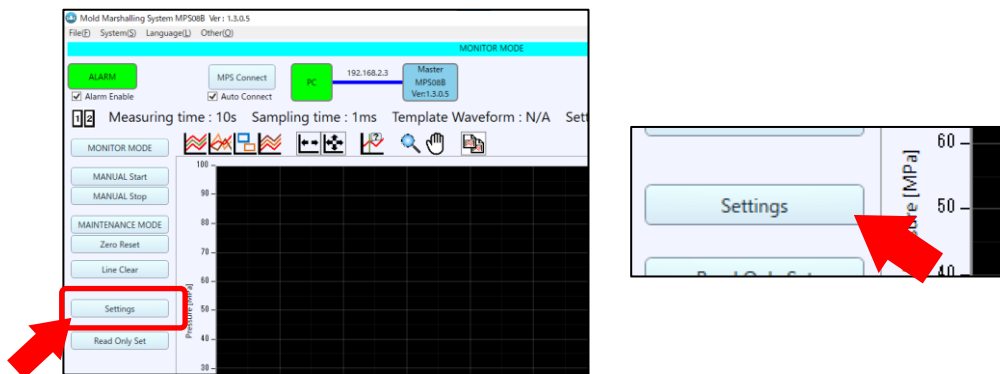 Mold Marshalling System MPS08B Ver : 1.3.0.5
File(F) System(S) Language(L) Other(O)
MONITOR MODE
ALARM
Alarm Enable
MPS Connect
Auto Connect
PC
192.168.2.3
Master
MPS08B
Ver:1.3.0.5
1 2 Measuring time : 10s Sampling time : 1ms Template Waveform : N/A Sett
MONITOR MODE
MANUAL Start
MANUAL Stop
MAINTENANCE MODE
Zero Reset
Line Clear
Settings
Read Only Set
100
90
80
70
60
50
40
30
Pressure [MPa]
Settings
60
50
40
[MPa]